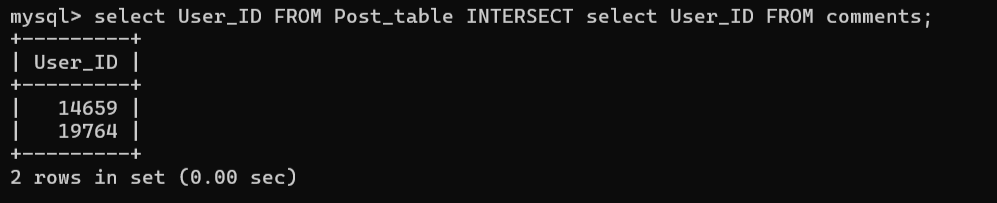 mysql> select User_ID FROM Post_table INTERSECT select User_ID FROM comments;
+---------+
| User_ID |
+---------+
|   14659 |
|   19764 |
+---------+
2 rows in set (0.00 sec)